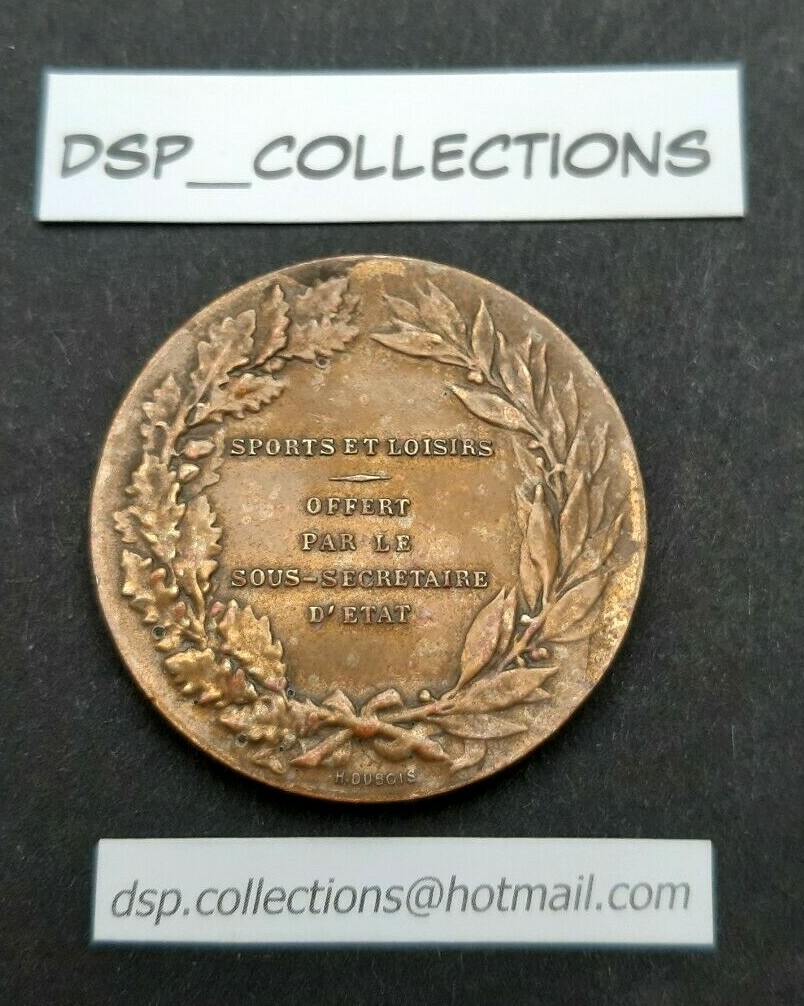 DSP_COLLECTIONS
SPORTS ET LOISIRS
OFFERT
PAR LE
SOUS-SECRETAIRE
D'ETAT
H. DUBOIS
dsp.collections@hotmail.com